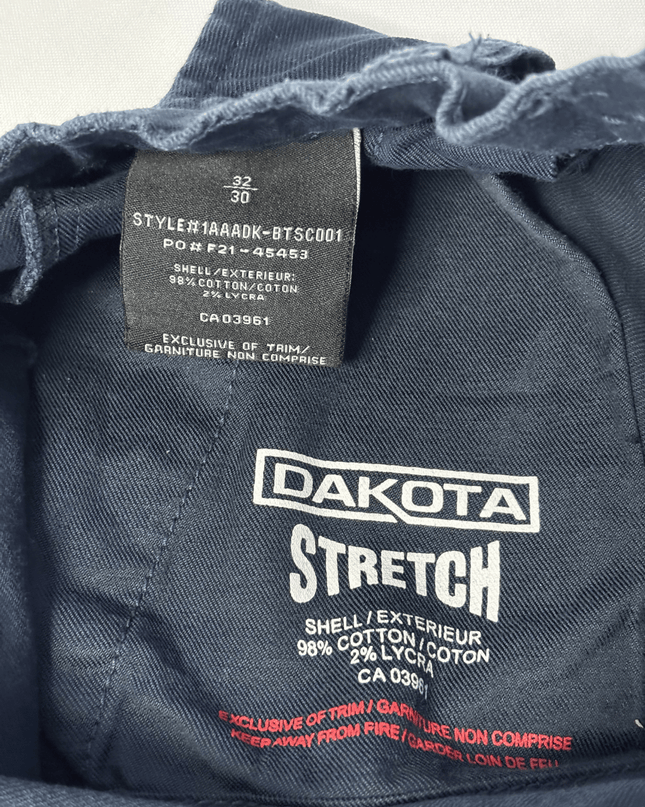 32
30
STYLE#1AAADK-BTSC001
PO# F21-45453
SHELL/EXTERIEUR:
98% COTTON/COTON
2% LYCRA
CA03961
EXCLUSIVE OF TRIM/
GARNITURE NON COMPRISE
DAKOTA
STRETCH
SHELL / EXTERIEUR
98% COTTON / COTON
2% LYCRA
CA 03961
EXCLUSIVE OF TRIM / GARNITURE NON COMPRISE
KEEP AWAY FROM FIRE / GARDER LOIN DE FEU